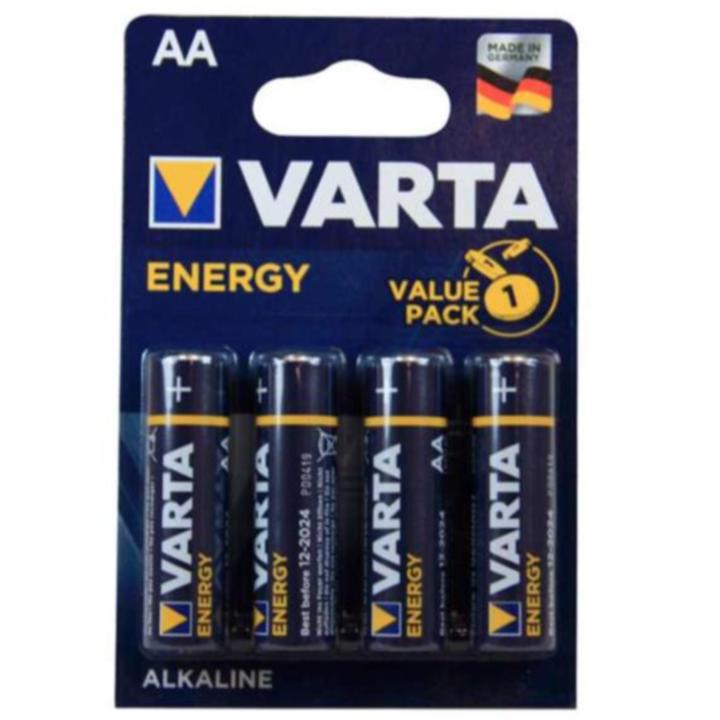 AA
MADE IN
GERMANY
VARTA
ENERGY
VALUE
PACK
1
+
VARTA
ENERGY
AA
+
VARTA
ENERGY
Best before 12-2024 PD0419
+
VARTA
ENERGY
AA
+
VARTA
ENERGY
ALKALINE